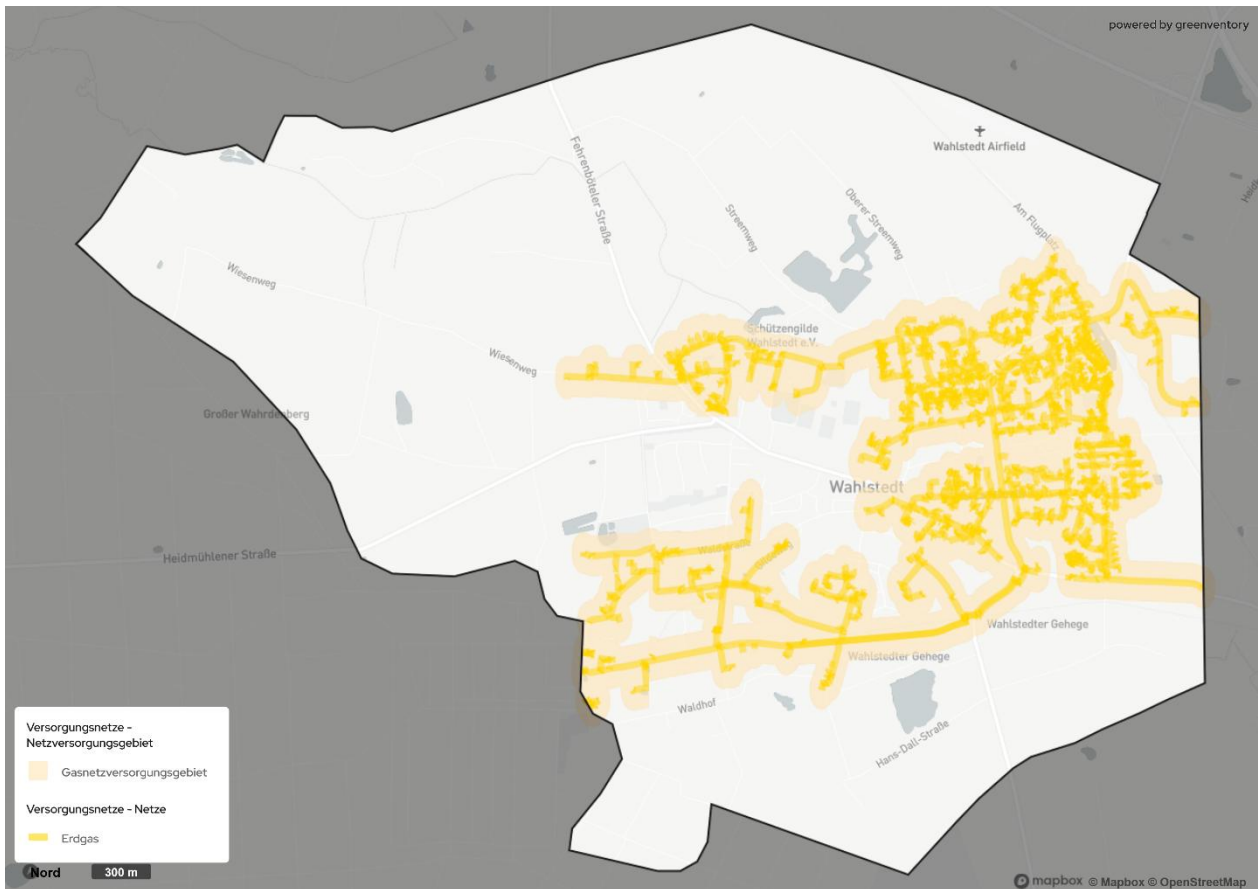 powered by greenventory
Wahlstedt Airfield
Fehrenböteler Straße
Streemweg
Oberer Streemweg
Am Flugplatz
Wiesenweg
Schützengilde
Wahlstedt e.V.
Wiesenweg
Großer Wahrdenberg
Wahlstedt
Heidmühlener Straße
Wahlstedter Gehege
Wahlstedter Gehege
Waldhof
Hans-Dall-Straße
Versorgungsnetze -
Netzversorgungsgebiet
Gasnetzversorgungsgebiet
Versorgungsnetze - Netze
Erdgas
Nord
300 m
mapbox © Mapbox © OpenStreetMap